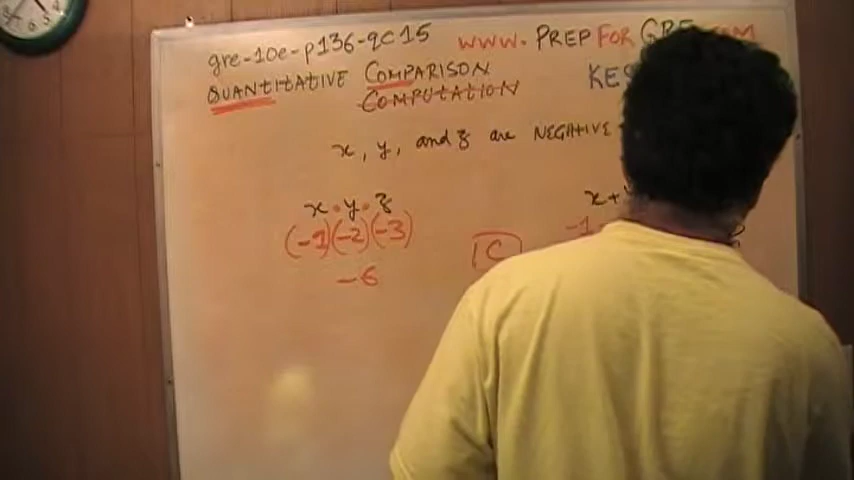 gre-10e-p136-qc15
WWW. PREP FOR GRE.COM
QUANTITATIVE COMPARISON
COMPUTATION
KES
x, y, and z are NEGATIVE
x · y · z
x + y
(-1)(-2)(-3)
-1
C
-6